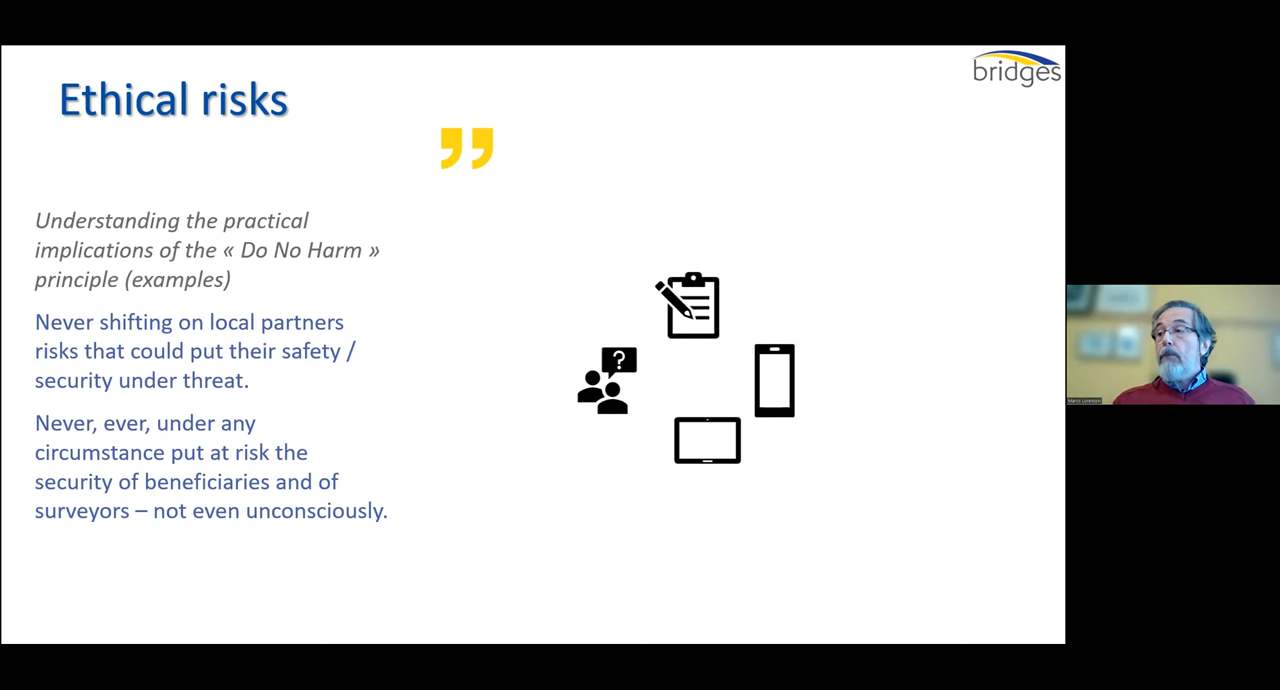 bridges
Ethical risks
”
Understanding the practical
implications of the « Do No Harm »
principle (examples)
Never shifting on local partners
risks that could put their safety /
security under threat.
Never, ever, under any
circumstance put at risk the
security of beneficiaries and of
surveyors – not even unconsciously.
?
Marco Lorenzoni